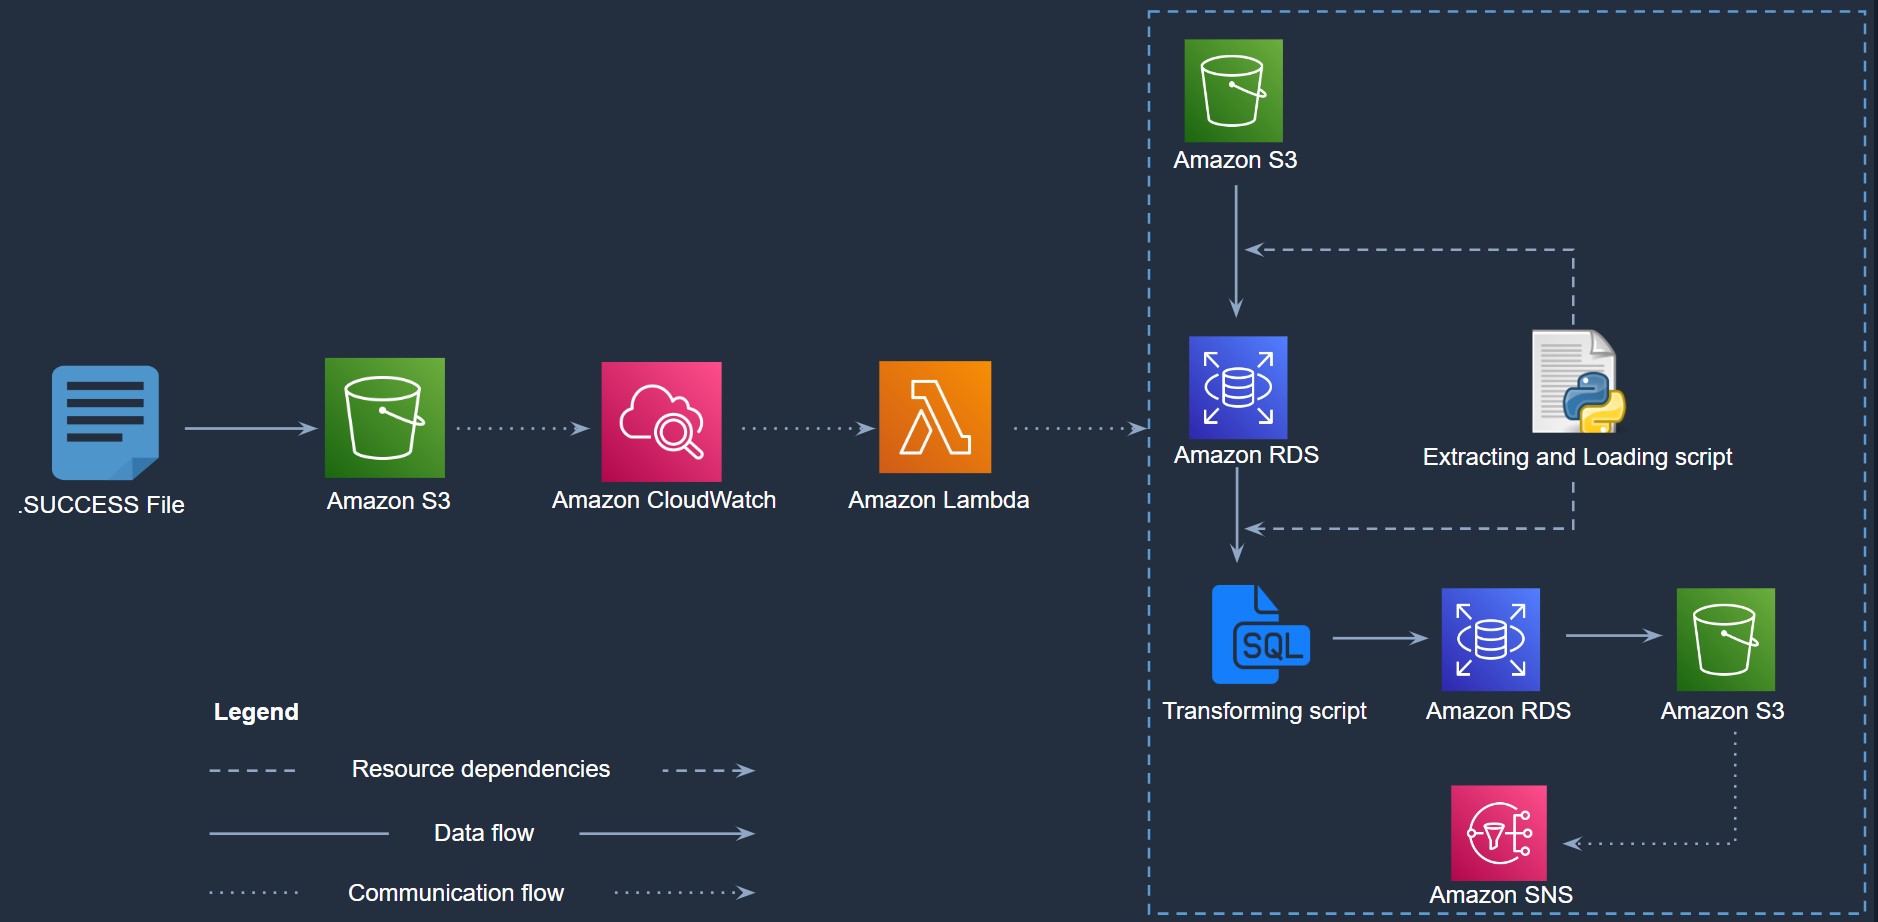 Amazon S3
Amazon RDS
Extracting and Loading script
.SUCCESS File
Amazon S3
Amazon CloudWatch
Amazon Lambda
SQL
Transforming script
Amazon RDS
Amazon S3
Amazon SNS
Legend
Resource dependencies
Data flow
Communication flow